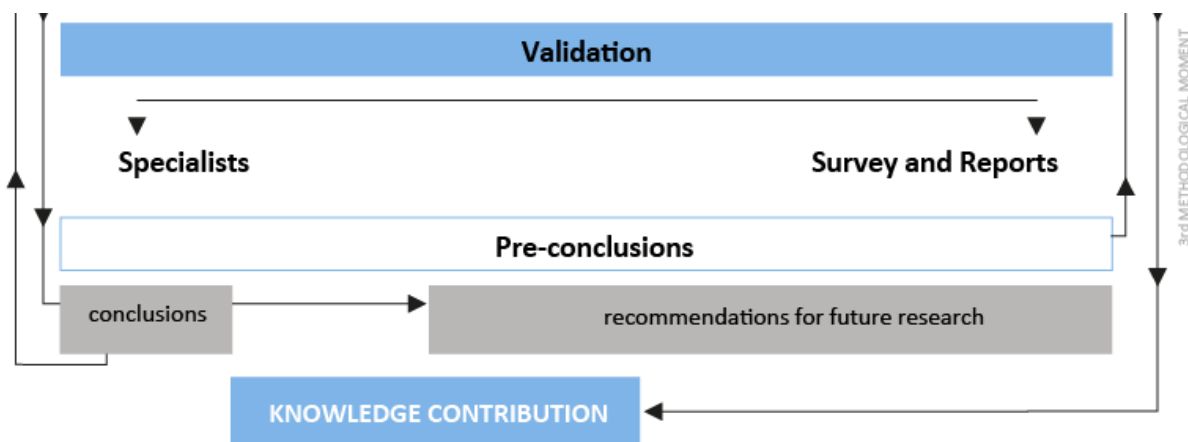 Validation
Specialists
Survey and Reports
Pre-conclusions
conclusions
recommendations for future research
KNOWLEDGE CONTRIBUTION
3rd METHODOLOGICAL MOMENT